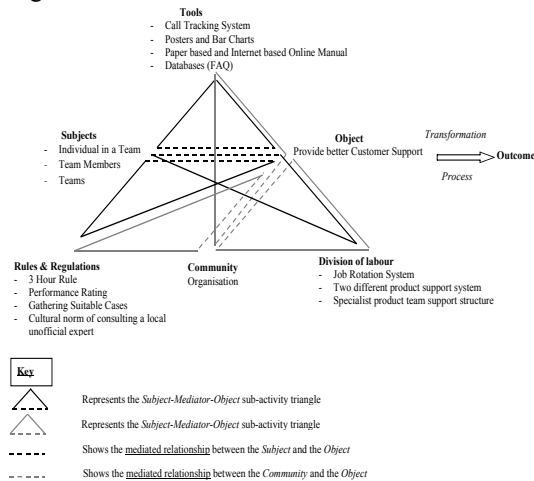 Tools
- Call Tracking System
- Posters and Bar Charts
- Paper based and Internet based Online Manual
- Databases (FAQ)
Subjects
- Individual in a Team
- Team Members
- Teams
Object
Provide better Customer Support
Transformation
Process
Outcome
Rules & Regulations
- 3 Hour Rule
- Performance Rating
- Gathering Suitable Cases
- Cultural norm of consulting a local
unofficial expert
Community
Organisation
Division of labour
- Job Rotation System
- Two different product support system
- Specialist product team support structure
Key
Represents the Subject-Mediator-Object sub-activity triangle
Represents the Subject-Mediator-Object sub-activity triangle
Shows the mediated relationship between the Subject and the Object
Shows the mediated relationship between the Community and the Object